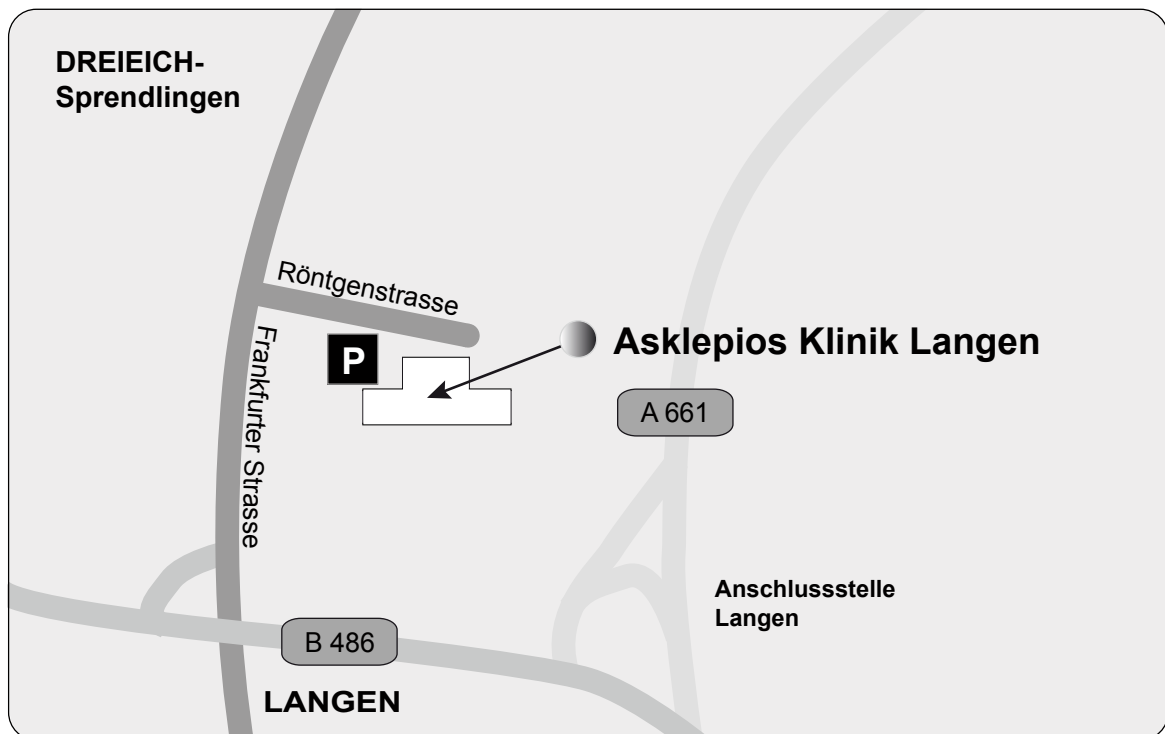 DREIEICH-
Sprendlingen
Röntgenstrasse
Frankfurter Strasse
P
Asklepios Klinik Langen
A 661
Anschlussstelle
Langen
B 486
LANGEN